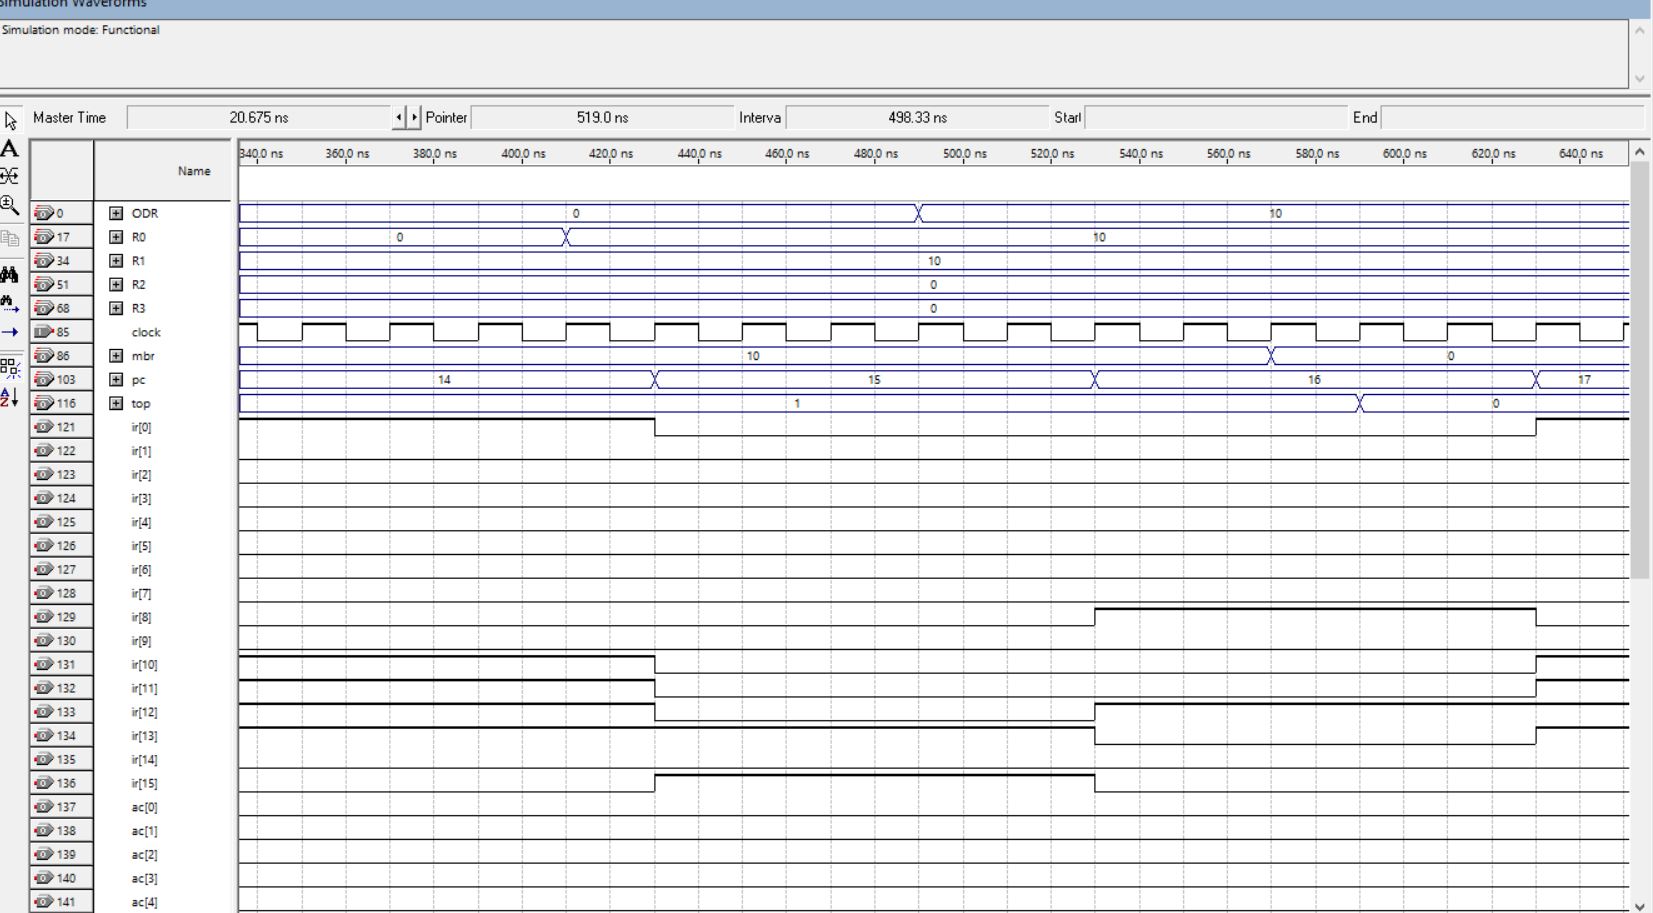 Simulation Waveforms
Simulation mode: Functional
Master Time 20.675 ns Pointer 519.0 ns Interva 498.33 ns Start End
Name 340.0 ns 360.0 ns 380.0 ns 400.0 ns 420.0 ns 440.0 ns 460.0 ns 480.0 ns 500.0 ns 520.0 ns 540.0 ns 560.0 ns 580.0 ns 600.0 ns 620.0 ns 640.0 ns
0 ODR 0 10
17 R0 0 10
34 R1 10
51 R2 0
68 R3 0
85 clock
86 mbr 10 0
103 pc 14 15 16 17
116 top 1 0
121 ir[0]
122 ir[1]
123 ir[2]
124 ir[3]
125 ir[4]
126 ir[5]
127 ir[6]
128 ir[7]
129 ir[8]
130 ir[9]
131 ir[10]
132 ir[11]
133 ir[12]
134 ir[13]
135 ir[14]
136 ir[15]
137 ac[0]
138 ac[1]
139 ac[2]
140 ac[3]
141 ac[4]